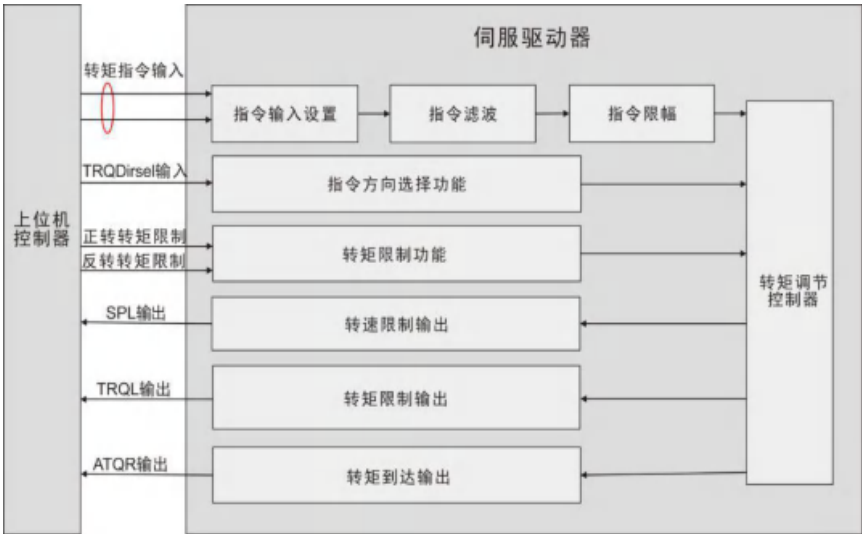 伺服驱动器
转矩指令输入
指令输入设置
指令滤波
指令限幅
TRQDirsel输入
指令方向选择功能
上位机
控制器
正转转矩限制
反转转矩限制
转矩限制功能
转矩调节
控制器
SPL输出
转速限制输出
TRQL输出
转矩限制输出
ATQR输出
转矩到达输出